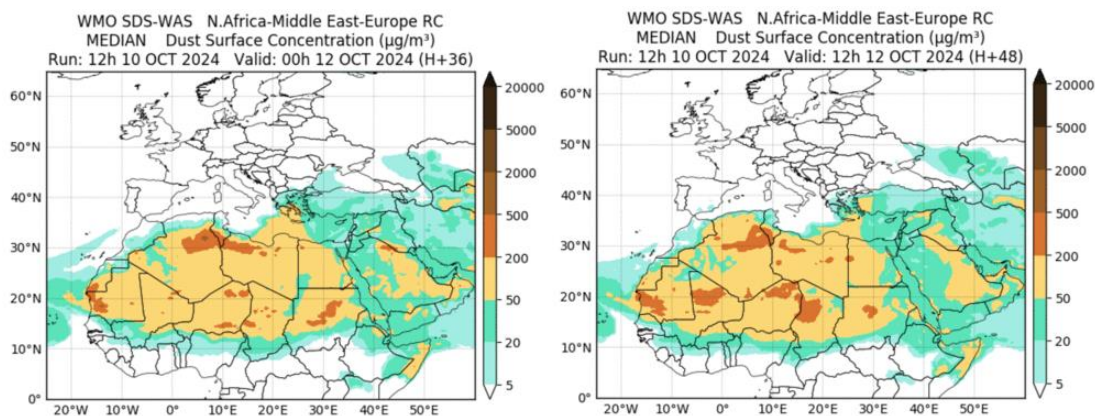 WMO SDS-WAS N.Africa-Middle East-Europe RC
MEDIAN Dust Surface Concentration (µg/m³)
Run: 12h 10 OCT 2024 Valid: 00h 12 OCT 2024 (H+36)
60°N
50°N
40°N
30°N
20°N
10°N
0°
20°W
10°W
0°
10°E
20°E
30°E
40°E
50°E
20000
5000
2000
500
200
50
20
5
WMO SDS-WAS N.Africa-Middle East-Europe RC
MEDIAN Dust Surface Concentration (µg/m³)
Run: 12h 10 OCT 2024 Valid: 12h 12 OCT 2024 (H+48)
60°N
50°N
40°N
30°N
20°N
10°N
0°
20°W
10°W
0°
10°E
20°E
30°E
40°E
50°E
20000
5000
2000
500
200
50
20
5